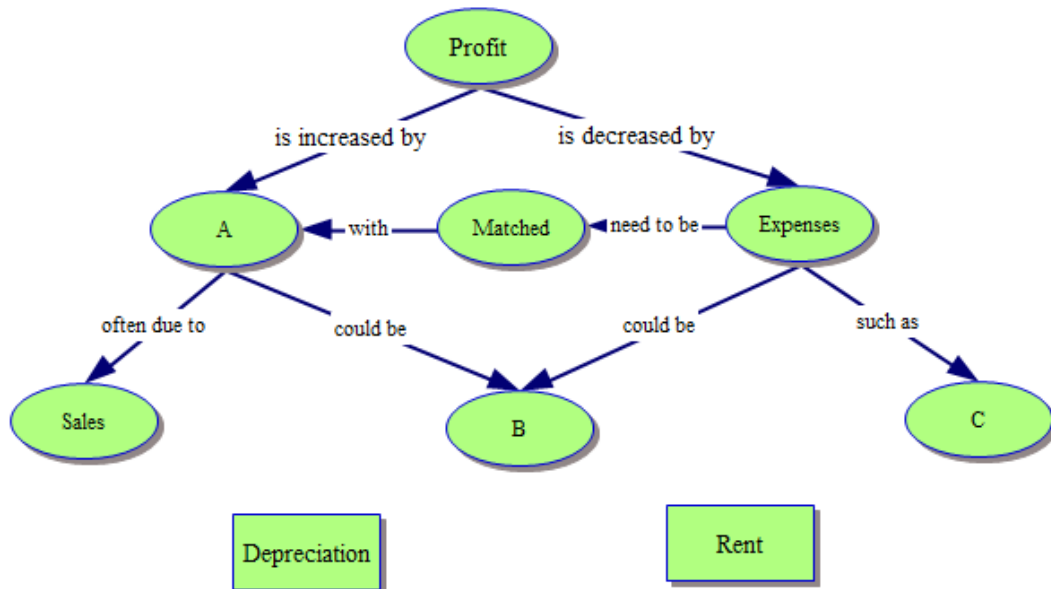 Profit
is increased by
is decreased by
A
with
Matched
need to be
Expenses
often due to
could be
could be
such as
Sales
B
C
Depreciation
Rent